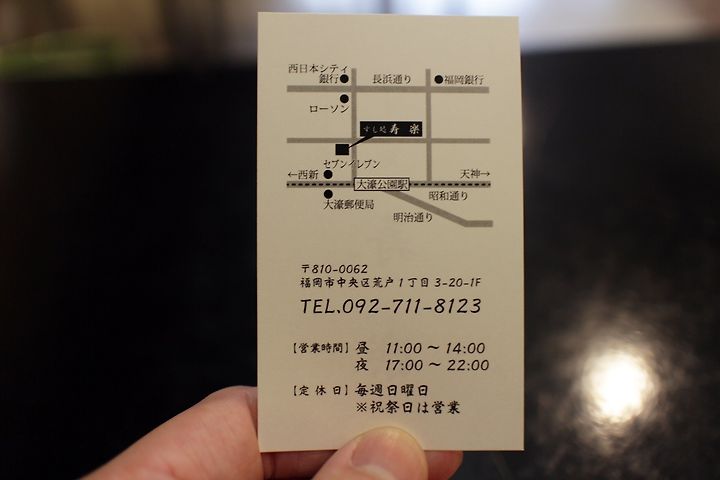 西日本シティ
銀行 長浜通り 福岡銀行
ローソン
すし処 寿楽
セブンイレブン
←西新 天神→
大濠公園駅
昭和通り
大濠郵便局
明治通り
〒810-0062
福岡市中央区荒戸1丁目3-20-1F
TEL.092-711-8123
【営業時間】昼 11:00〜14:00
夜 17:00〜22:00
【定休日】毎週日曜日
※祝祭日は営業